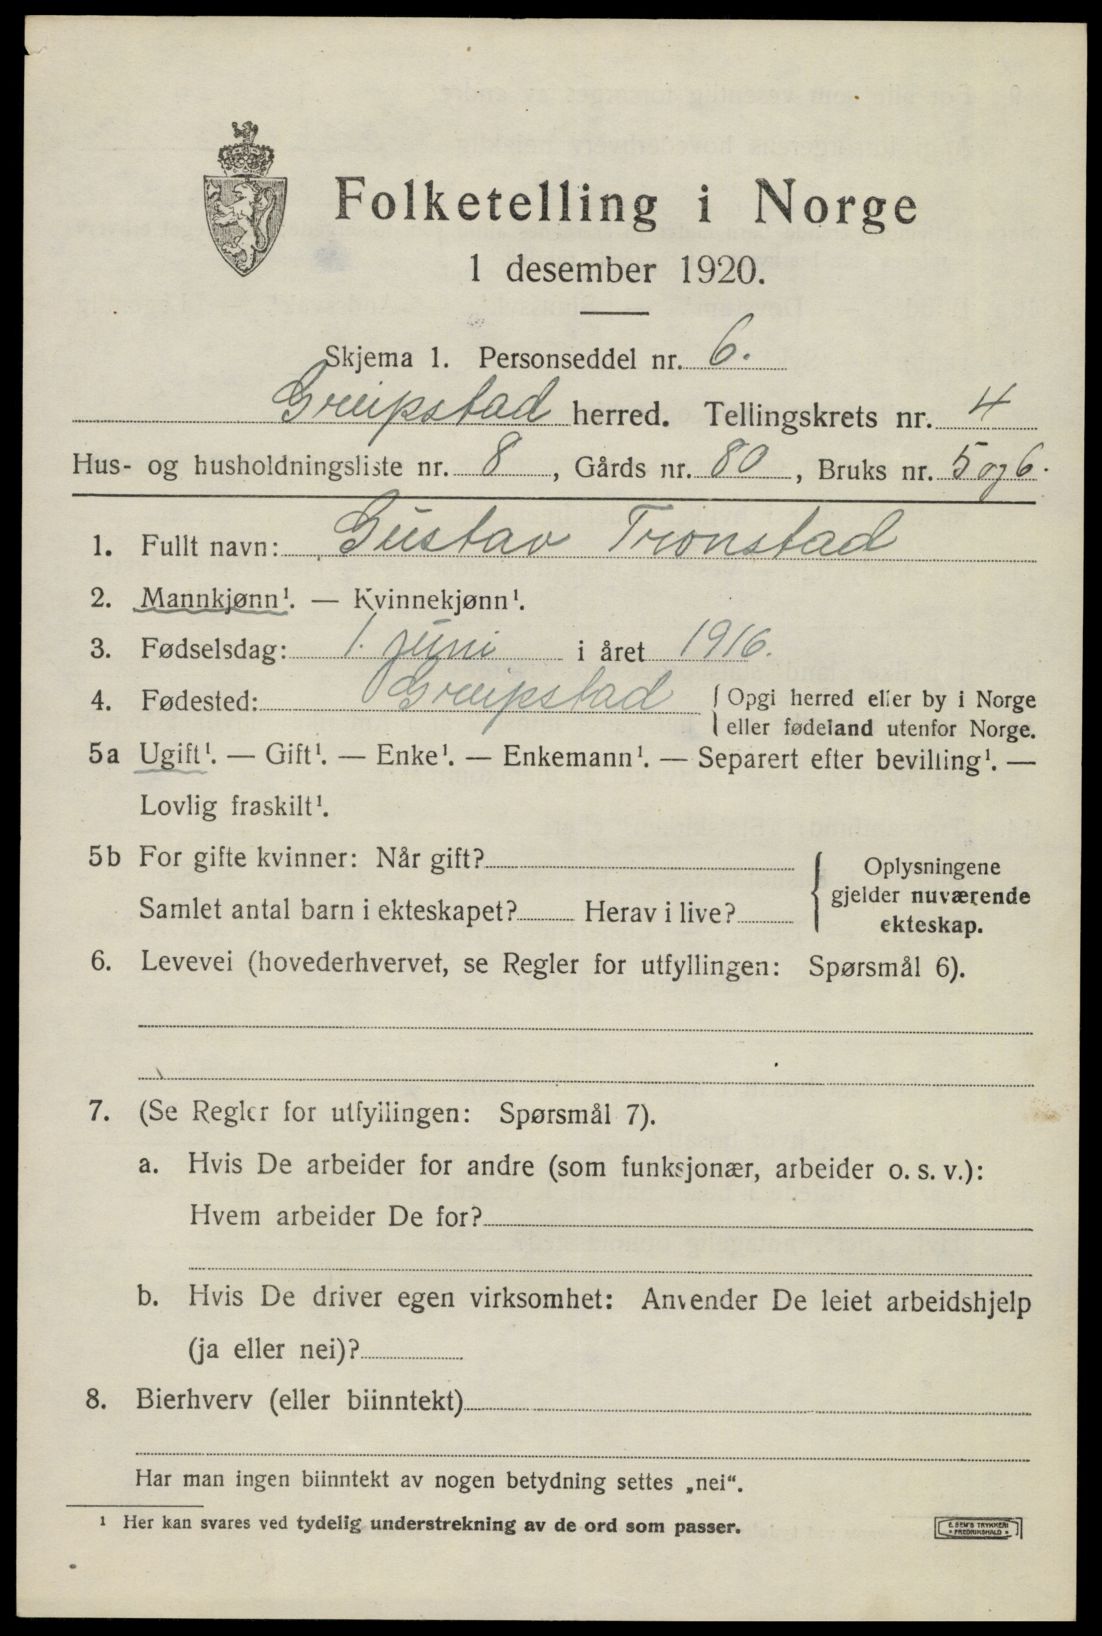 Folketelling i Norge
1 desember 1920.
Skjema 1. Personseddel nr. 6.
Greipstad herred. Tellingskrets nr. 4
Hus- og husholdningsliste nr. 8, Gårds nr. 80, Bruks nr. 5 og 6.
1. Fullt navn: Gustav Tronstad
2. Mannkjønn¹. — Kvinnekjønn¹.
3. Fødselsdag: 1. juni i året 1916.
4. Fødested: Greipstad { Opgi herred eller by i Norge
eller fødeland utenfor Norge.
5a Ugift¹. — Gift¹. — Enke¹. — Enkemann¹. — Separert efter bevilling¹. —
Lovlig fraskilt¹.
5b For gifte kvinner: Når gift?
Samlet antal barn i ekteskapet? Herav i live?
{ Oplysningene
gjelder nuværende
ekteskap.
6. Levevei (hovederhvervet, se Regler for utfyllingen: Spørsmål 6).
7. (Se Regler for utfyllingen: Spørsmål 7).
a. Hvis De arbeider for andre (som funksjonær, arbeider o. s. v.):
Hvem arbeider De for?
b. Hvis De driver egen virksomhet: Anvender De leiet arbeidshjelp
(ja eller nei)?
8. Bierhverv (eller biinntekt)
Har man ingen biinntekt av nogen betydning settes „nei“.
¹ Her kan svares ved tydelig understrekning av de ord som passer.
E. SEM'S TRYKKERI
FREDRIKSHALD